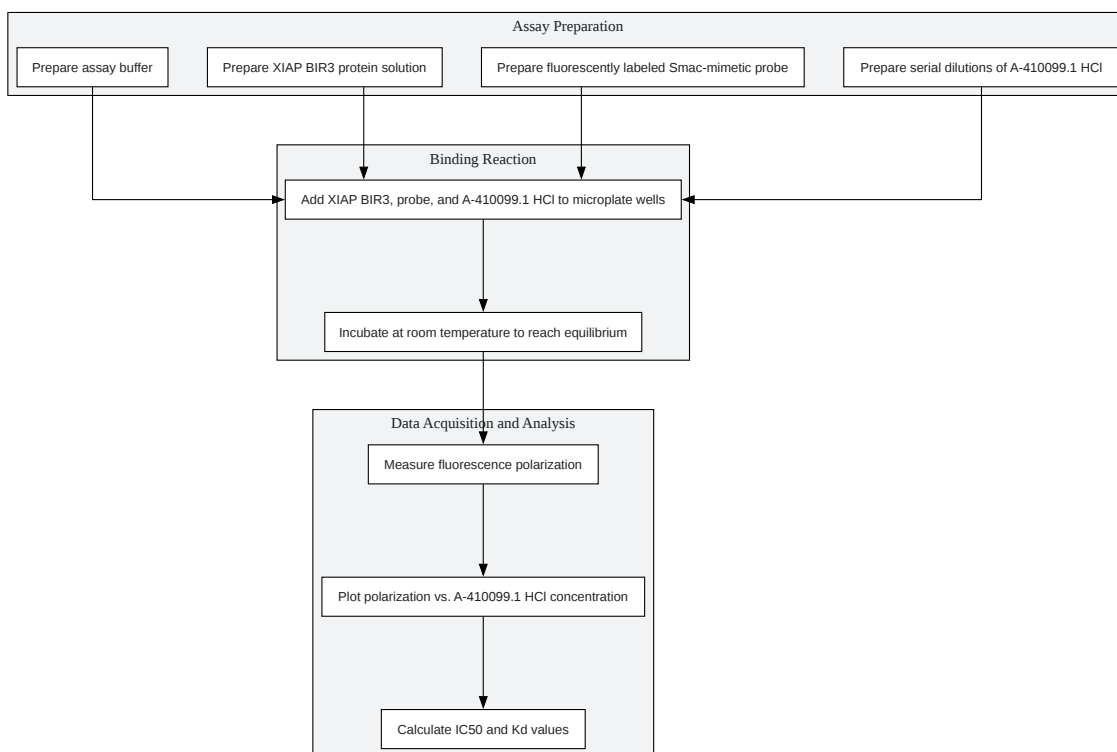 Assay Preparation
Prepare assay buffer
Prepare XIAP BIR3 protein solution
Prepare fluorescently labeled Smac-mimetic probe
Prepare serial dilutions of A-410099.1 HCl
Binding Reaction
Add XIAP BIR3, probe, and A-410099.1 HCl to microplate wells
Incubate at room temperature to reach equilibrium
Data Acquisition and Analysis
Measure fluorescence polarization
Plot polarization vs. A-410099.1 HCl concentration
Calculate IC50 and Kd values